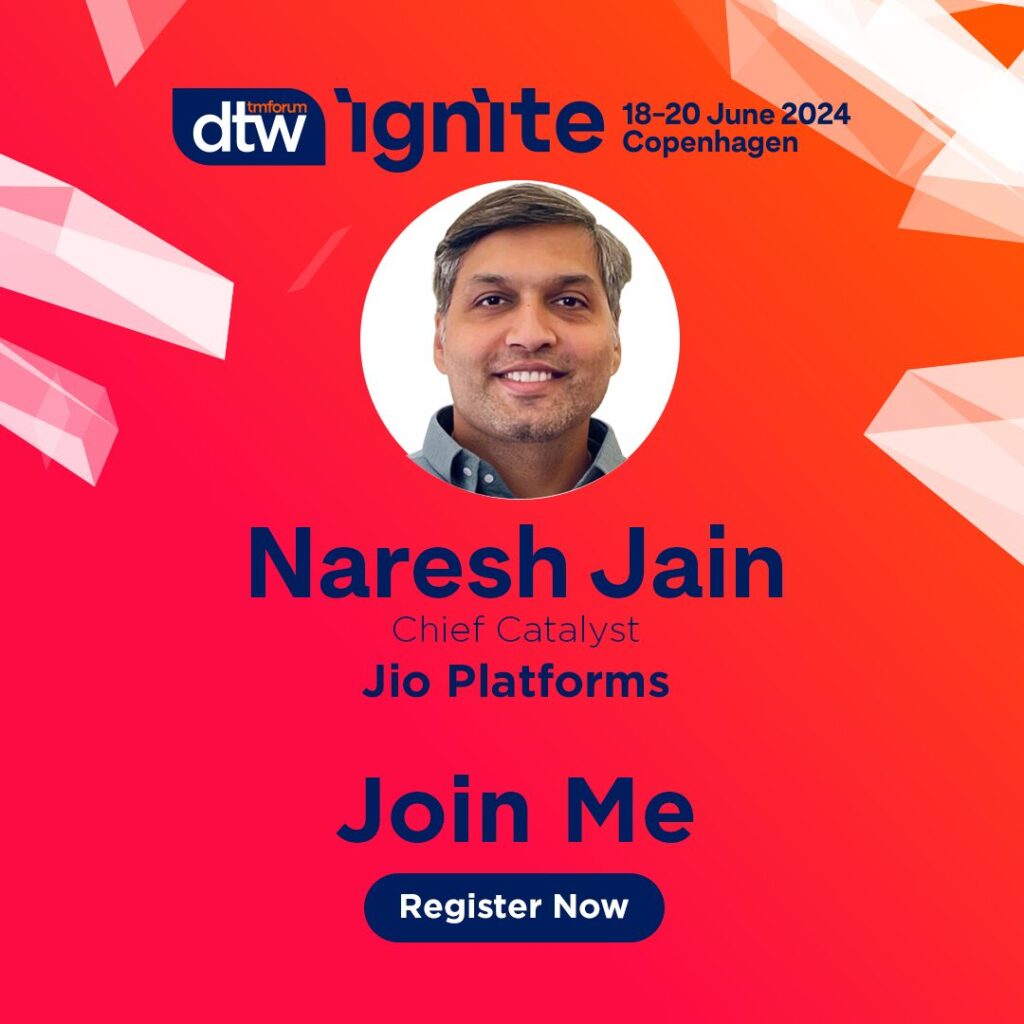 tmforum
dtw
ignite
18-20 June 2024
Copenhagen
Naresh Jain
Chief Catalyst
Jio Platforms
Join Me
Register Now